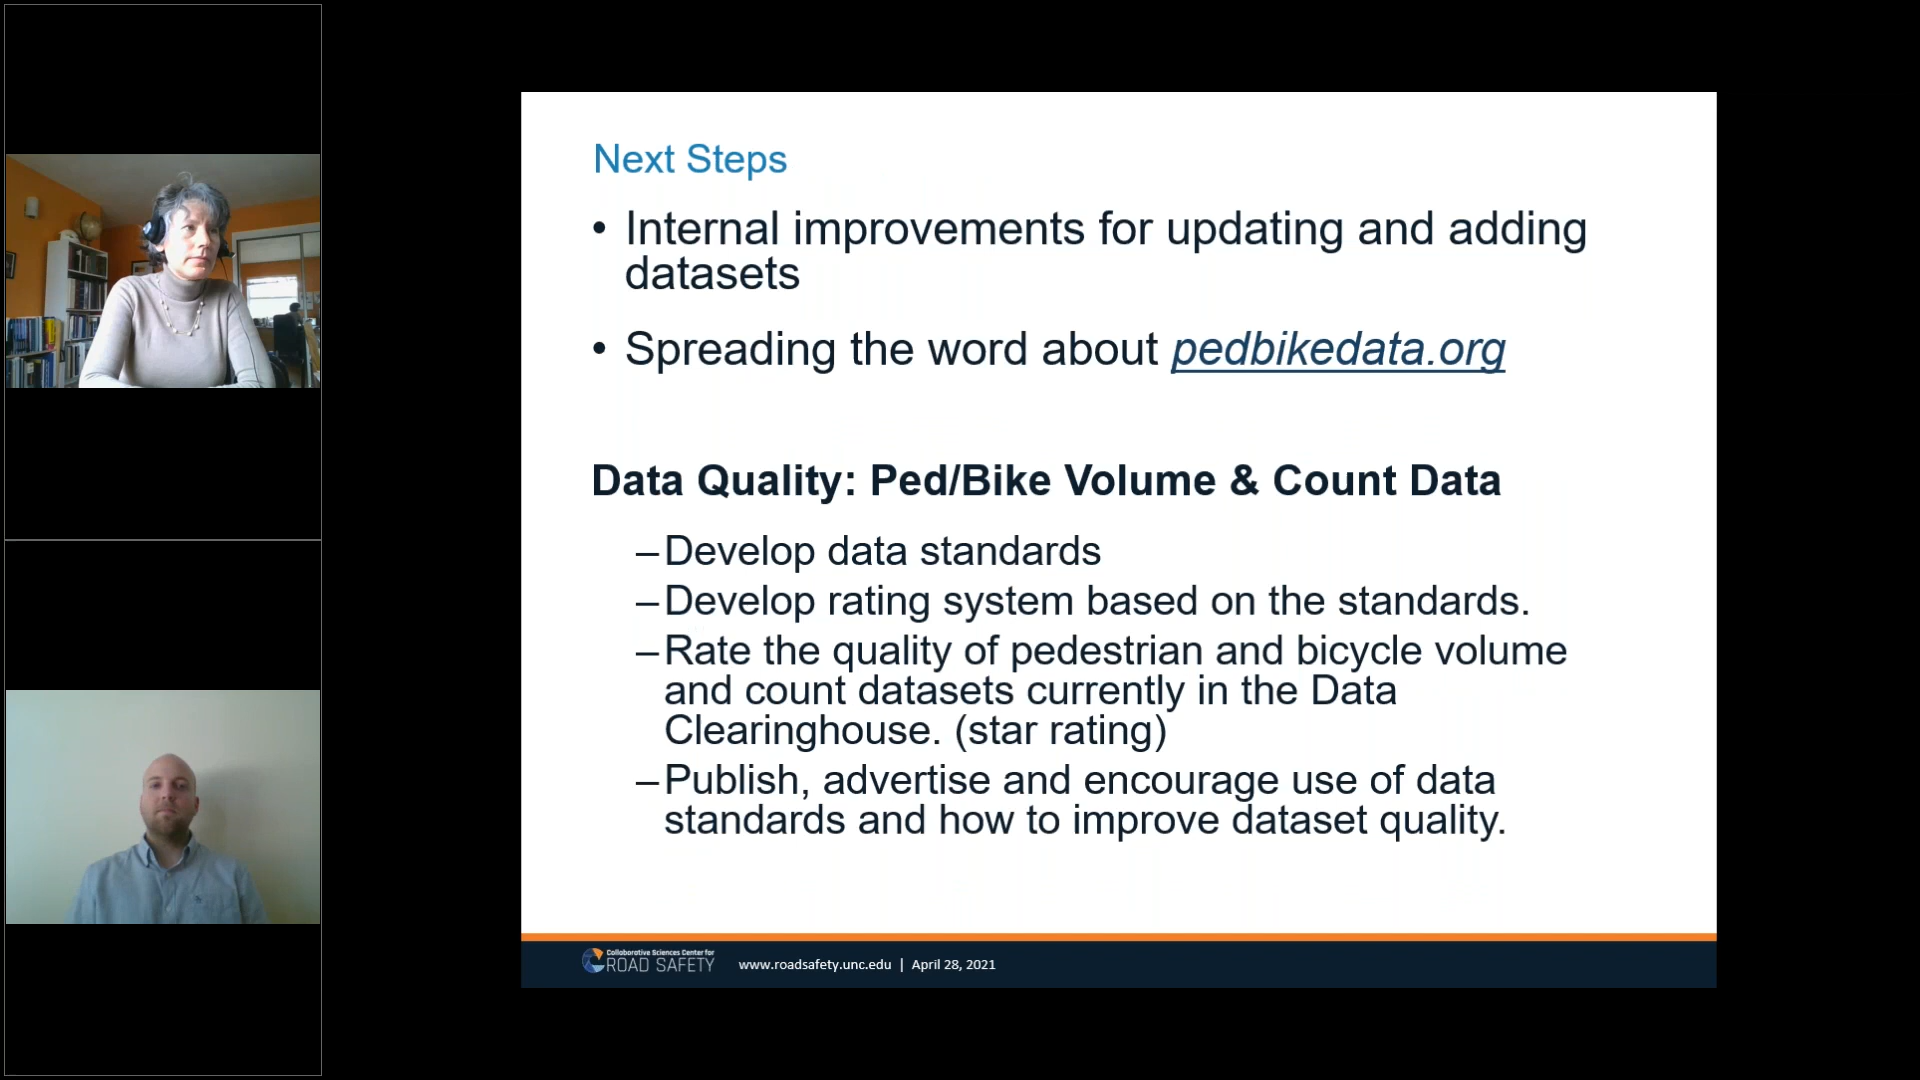 Next Steps
• Internal improvements for updating and adding
datasets
• Spreading the word about pedbikedata.org
Data Quality: Ped/Bike Volume & Count Data
–Develop data standards
–Develop rating system based on the standards.
–Rate the quality of pedestrian and bicycle volume
and count datasets currently in the Data
Clearinghouse. (star rating)
–Publish, advertise and encourage use of data
standards and how to improve dataset quality.
Collaborative Sciences Center for
ROAD SAFETY
www.roadsafety.unc.edu | April 28, 2021